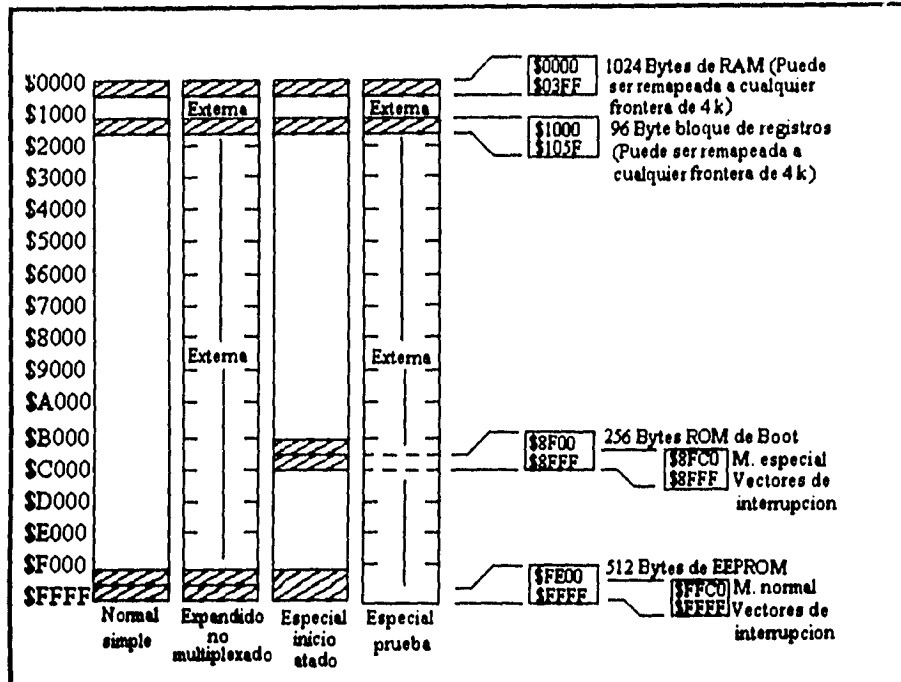 $0000
$1000
$2000
$3000
$4000
$5000
$6000
$7000
$8000
$9000
$A000
$B000
$C000
$D000
$E000
$F000
$FFFF
Externa
Externa
Externa
Externa
Normal simple
Expandido no multiplexado
Especial inicio atado
Especial prueba
$0000
$03FF
1024 Bytes de RAM (Puede
ser remapeada a cualquier
frontera de 4 k)
$1000
$105F
96 Byte bloque de registros
(Puede ser remapeada a
cualquier frontera de 4 k)
$8F00
$8FFF
256 Bytes ROM de Boot
$8FC0
$8FFF
M. especial
Vectores de
interrupcion
$FE00
$FFFF
512 Bytes de EEPROM
$FFC0
$FFFF
M. normal
Vectores de
interrupcion